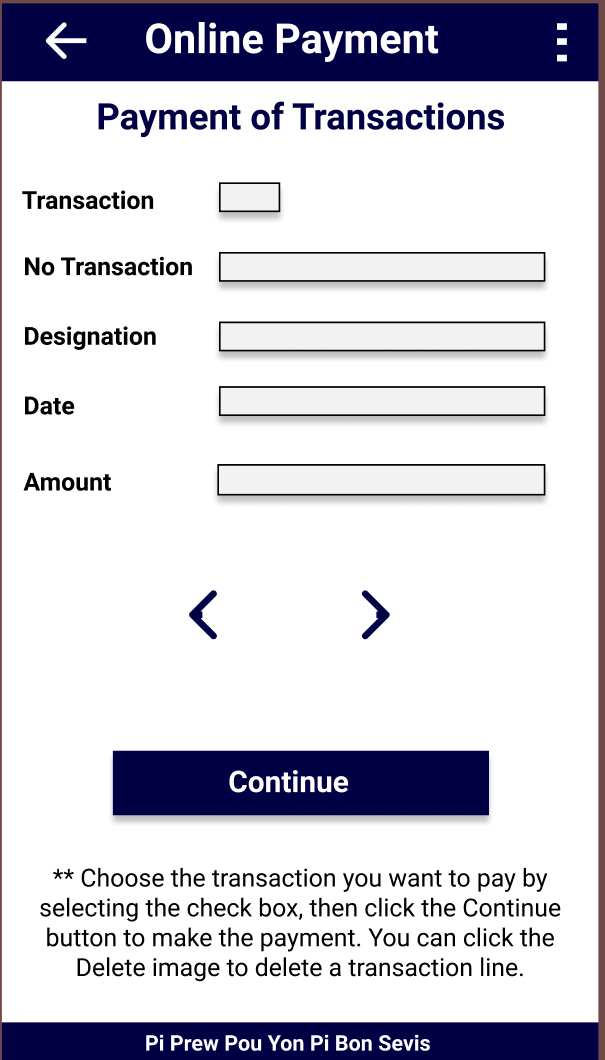 Online Payment
Payment of Transactions
Transaction
No Transaction
Designation
Date
Amount
Continue
** Choose the transaction you want to pay by
selecting the check box, then click the Continue
button to make the payment. You can click the
Delete image to delete a transaction line.
Pi Prew Pou Yon Pi Bon Sevis